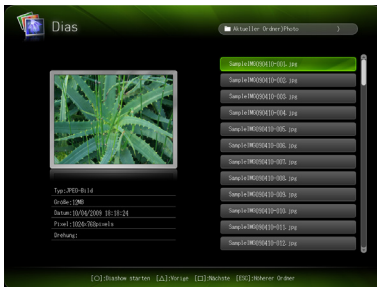 Dias
Aktueller Ordner)Photo 〉
SampleIMG090410-001. jpg
SampleIMG090410-002. jpg
SampleIMG090410-003. jpg
SampleIMG090410-004. jpg
SampleIMG090410-005. jpg
SampleIMG090410-006. jpg
SampleIMG090410-007. jpg
SampleIMG090410-008. jpg
SampleIMG090410-009. jpg
SampleIMG090410-010. jpg
SampleIMG090410-011. jpg
SampleIMG090410-012. jpg
Typ:JPEG-Bild
Größe:12MB
Datum:10/04/2009 18:18:24
Pixel:1024x768pixels
Drehung:
[○]:Diashow starten [△]:Vorige [□]:Nächste [ESC]:Höherer Ordner